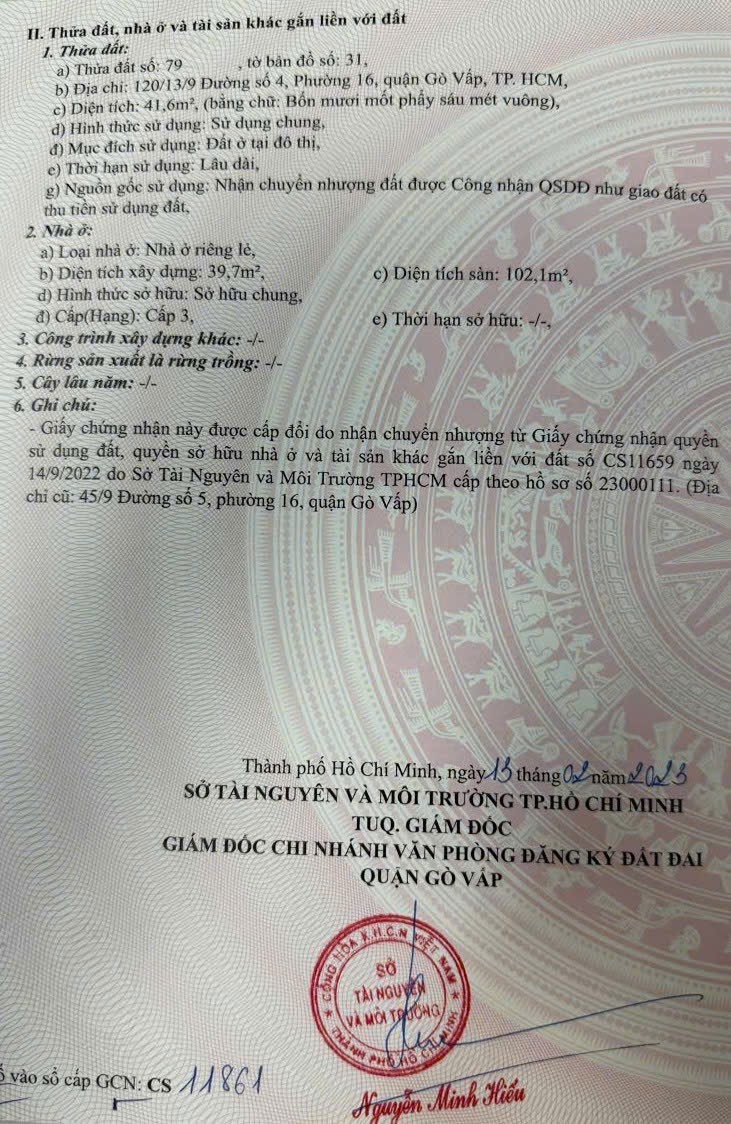 II. Thửa đất, nhà ở và tài sản khác gắn liền với đất
1. Thửa đất:
a) Thửa đất số: 79 , tờ bản đồ số: 31,
b) Địa chỉ: 120/13/9 Đường số 4, Phường 16, quận Gò Vấp, TP. HCM,
c) Diện tích: 41,6m², (bằng chữ: Bốn mươi mốt phẩy sáu mét vuông),
d) Hình thức sử dụng: Sử dụng chung,
đ) Mục đích sử dụng: Đất ở tại đô thị,
e) Thời hạn sử dụng: Lâu dài,
g) Nguồn gốc sử dụng: Nhận chuyển nhượng đất được Công nhận QSDĐ như giao đất có
thu tiền sử dụng đất,
2. Nhà ở:
a) Loại nhà ở: Nhà ở riêng lẻ,
b) Diện tích xây dựng: 39,7m², c) Diện tích sàn: 102,1m²,
d) Hình thức sở hữu: Sở hữu chung,
đ) Cấp(Hạng): Cấp 3, e) Thời hạn sở hữu: -/-,
3. Công trình xây dựng khác: -/-
4. Rừng sản xuất là rừng trồng: -/-
5. Cây lâu năm: -/-
6. Ghi chú:
- Giấy chứng nhận này được cấp đổi do nhận chuyển nhượng từ Giấy chứng nhận quyền
sử dụng đất, quyền sở hữu nhà ở và tài sản khác gắn liền với đất số CS11659 ngày
14/9/2022 do Sở Tài Nguyên và Môi Trường TPHCM cấp theo hồ sơ số 23000111. (Địa
chỉ cũ: 45/9 Đường số 5, phường 16, quận Gò Vấp)
Thành phố Hồ Chí Minh, ngày 13 tháng 02 năm 2023
SỞ TÀI NGUYÊN VÀ MÔI TRƯỜNG TP.HỒ CHÍ MINH
TUQ. GIÁM ĐỐC
GIÁM ĐỐC CHI NHÁNH VĂN PHÒNG ĐĂNG KÝ ĐẤT ĐAI
QUẬN GÒ VẤP
CỘNG HÒA X.H.C.N VIỆT NAM
SỞ
TÀI NGUYÊN
VÀ MÔI TRƯỜNG
THÀNH PHỐ HỒ CHÍ MINH
vào sổ cấp GCN: CS 11861
Nguyễn Minh Hiếu